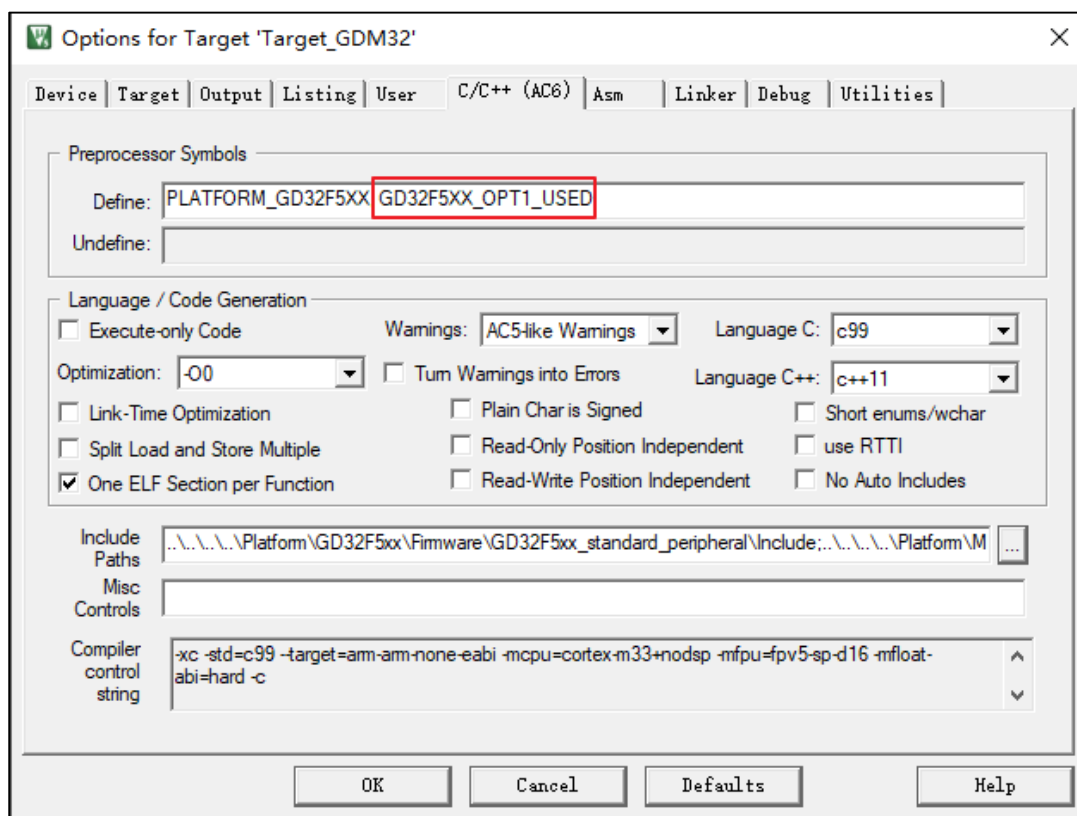 Options for Target 'Target_GDM32'
Device Target Output Listing User C/C++ (AC6) Asm Linker Debug Utilities
Preprocessor Symbols
Define: PLATFORM_GD32F5XX GD32F5XX_OPT1_USED
Undefine:
Language / Code Generation
Execute-only Code Warnings: AC5-like Warnings Language C: c99
Optimization: -O0 Turn Warnings into Errors Language C++: c++11
Link-Time Optimization Plain Char is Signed Short enums/wchar
Split Load and Store Multiple Read-Only Position Independent use RTTI
One ELF Section per Function Read-Write Position Independent No Auto Includes
Include Paths ..\..\..\..\Platform\GD32F5xx\Firmware\GD32F5xx_standard_peripheral\Include;..\..\..\..\Platform\M ...
Misc Controls
Compiler control string -xc -std=c99 --target=arm-arm-none-eabi -mcpu=cortex-m33+nodsp -mfpu=fpv5-sp-d16 -mfloat-
abi=hard -c
OK Cancel Defaults Help